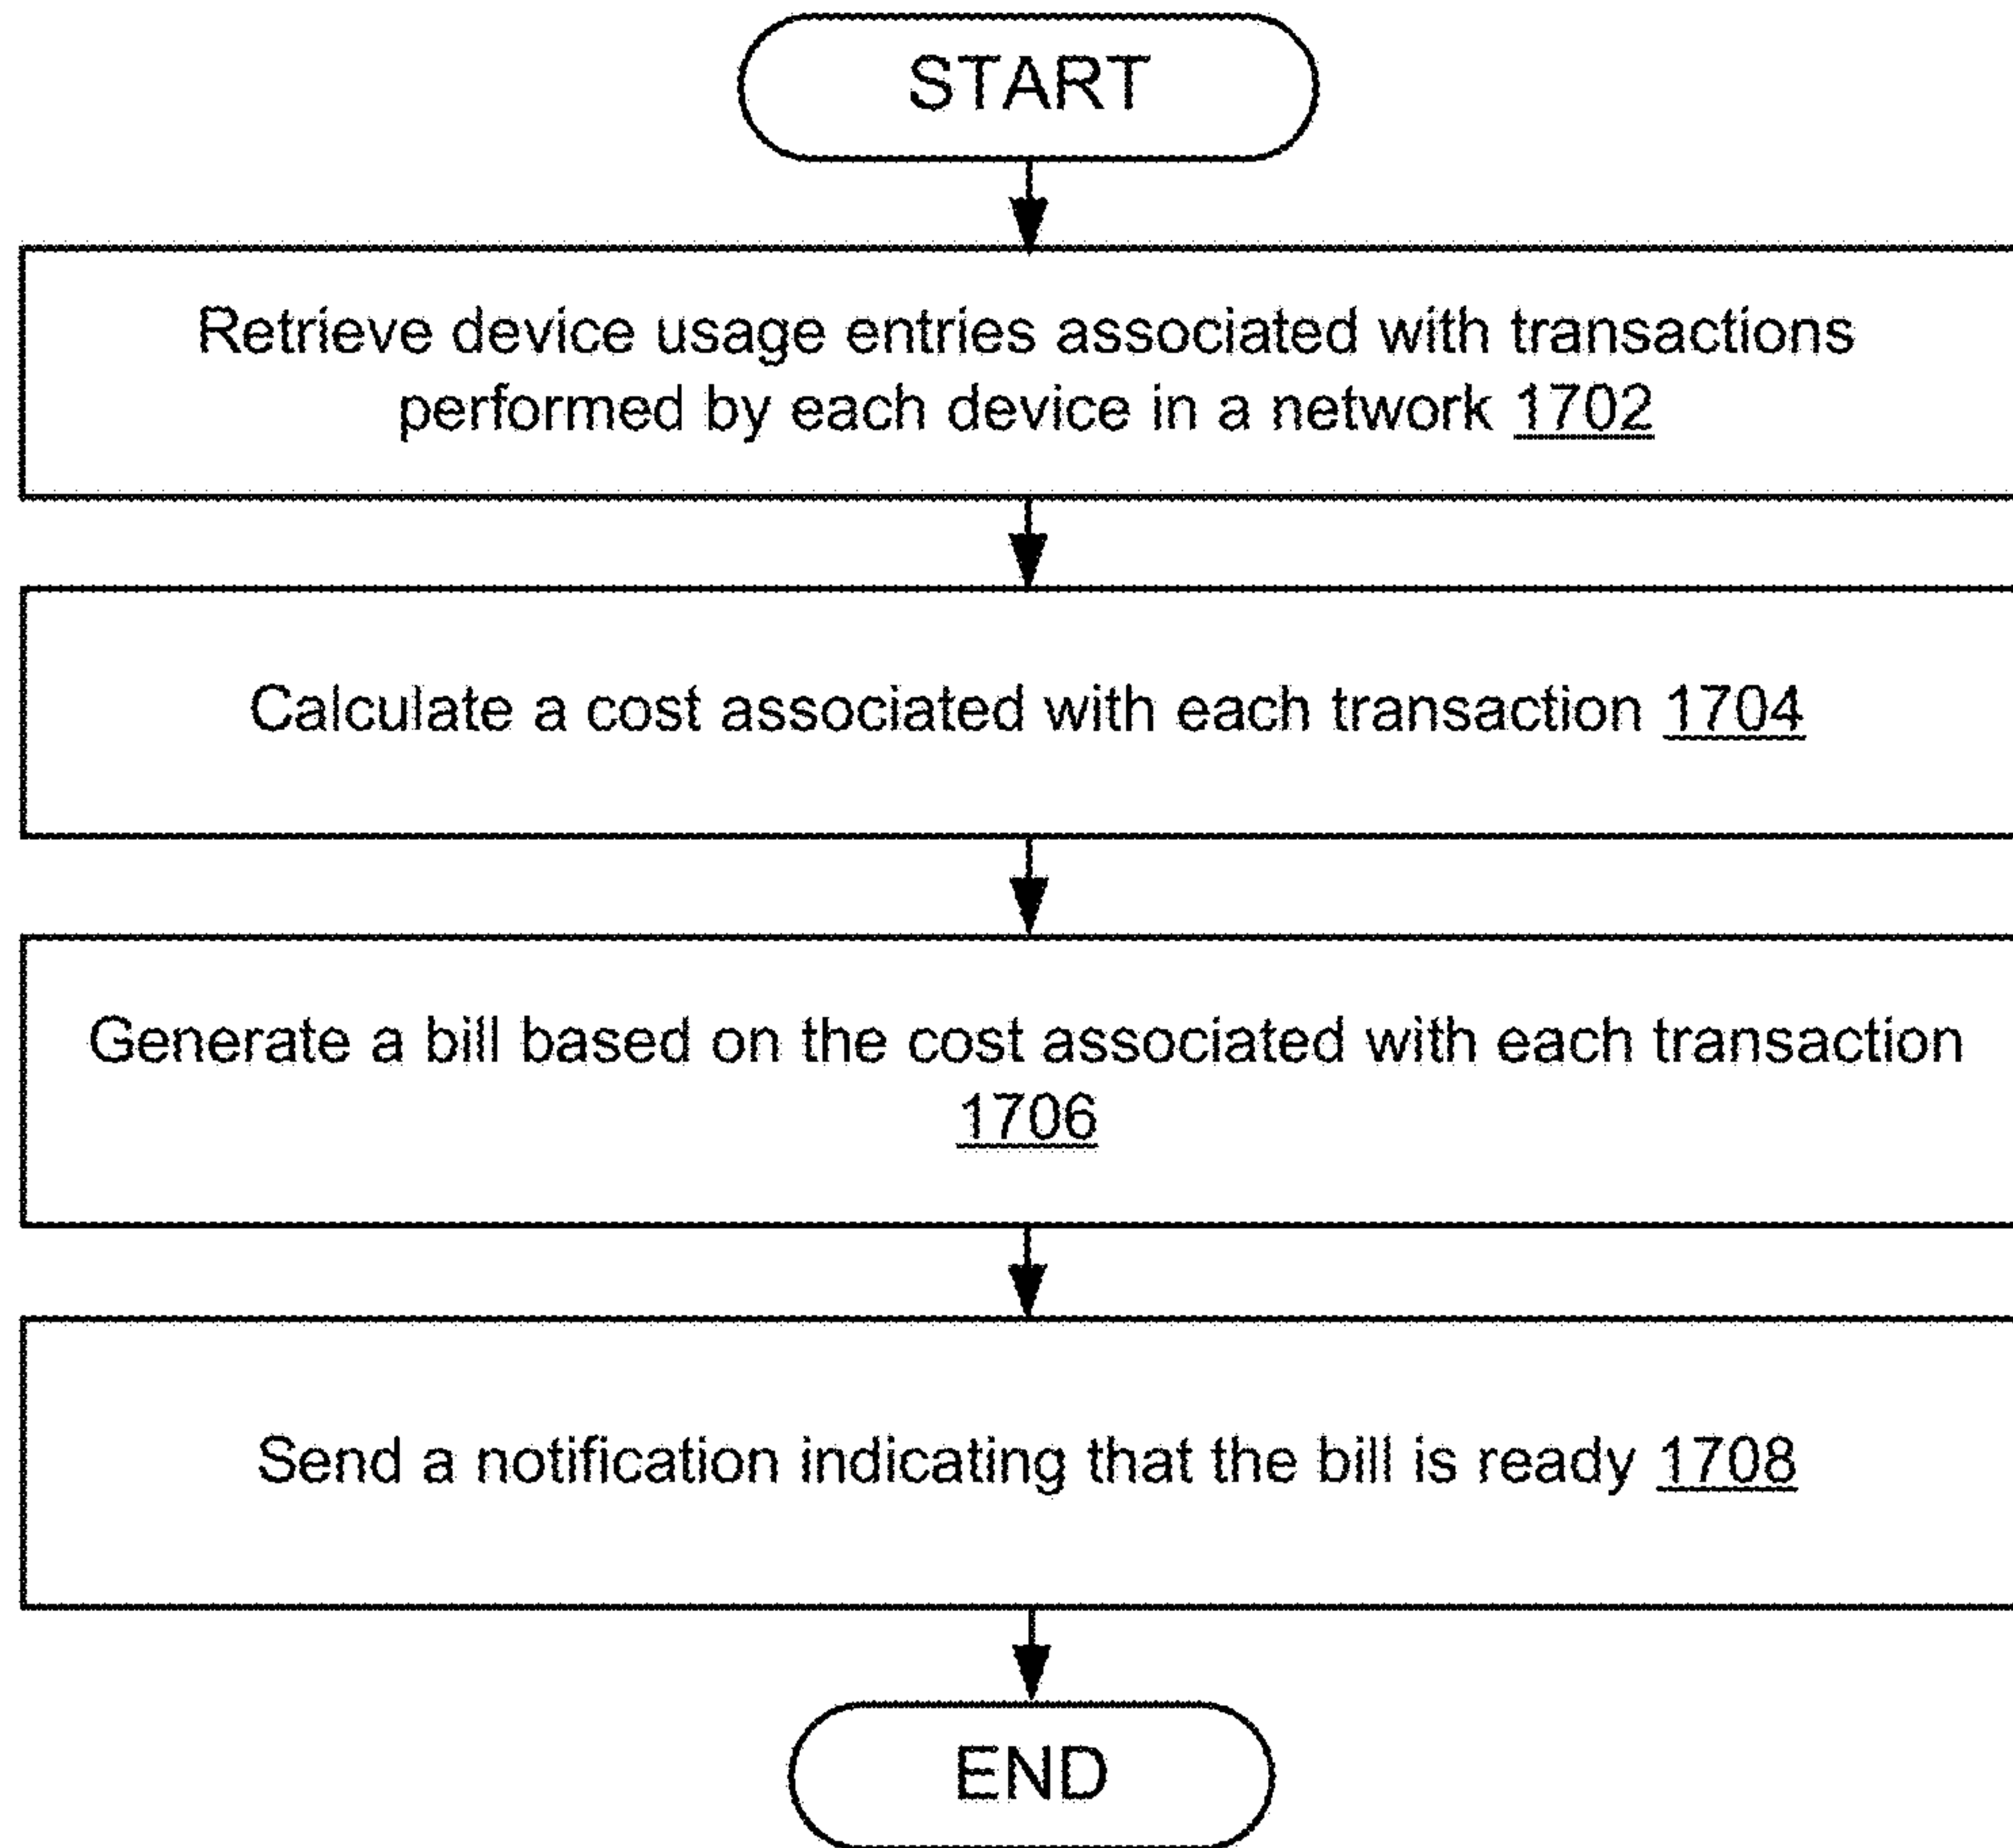 START
Retrieve device usage entries associated with transactions
performed by each device in a network 1702
Calculate a cost associated with each transaction 1704
Generate a bill based on the cost associated with each transaction
1706
Send a notification indicating that the bill is ready 1708
END